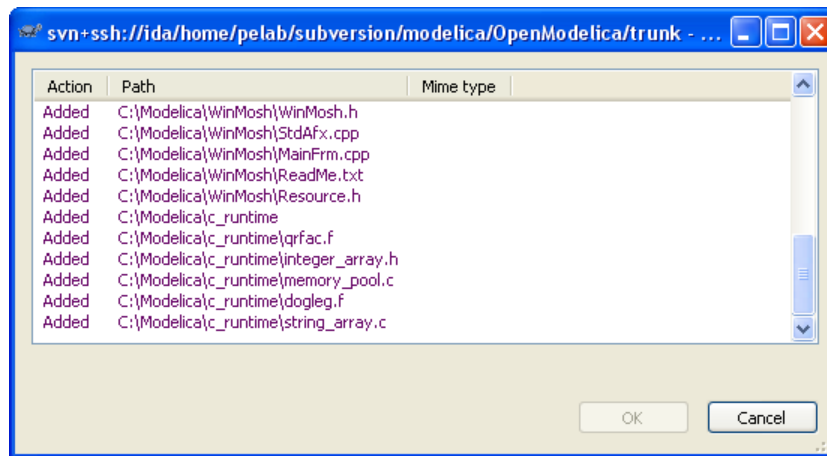 svn+ssh://ida/home/pelab/subversion/modelica/OpenModelica/trunk - ...
Action Path Mime type
Added C:\Modelica\WinMosh\WinMosh.h
Added C:\Modelica\WinMosh\StdAfx.cpp
Added C:\Modelica\WinMosh\MainFrm.cpp
Added C:\Modelica\WinMosh\ReadMe.txt
Added C:\Modelica\WinMosh\Resource.h
Added C:\Modelica\c_runtime
Added C:\Modelica\c_runtime\qrfac.f
Added C:\Modelica\c_runtime\integer_array.h
Added C:\Modelica\c_runtime\memory_pool.c
Added C:\Modelica\c_runtime\dogleg.f
Added C:\Modelica\c_runtime\string_array.c
OK Cancel